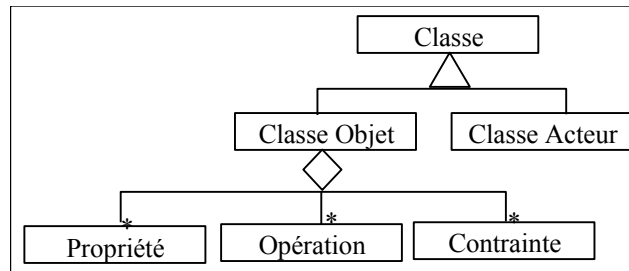 Classe
Classe Objet Classe Acteur
* * *
Propriété Opération Contrainte